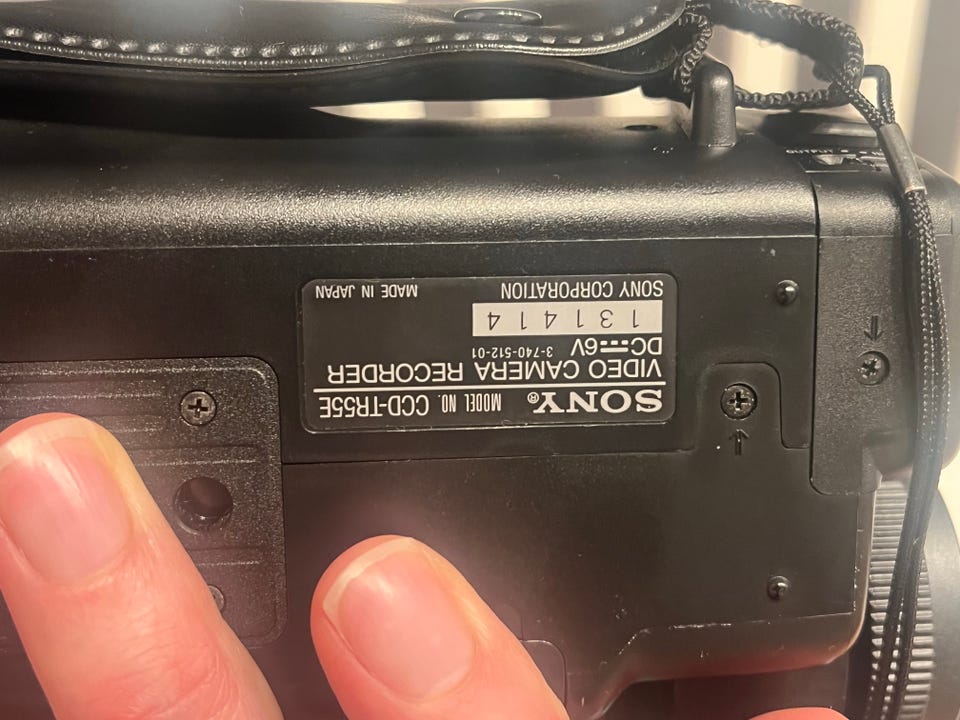 SONY® MODEL NO. CCD-TR55E
VIDEO CAMERA RECORDER
DC⎓6V 3-740-512-01
131414
SONY CORPORATION MADE IN JAPAN
OUTPUT